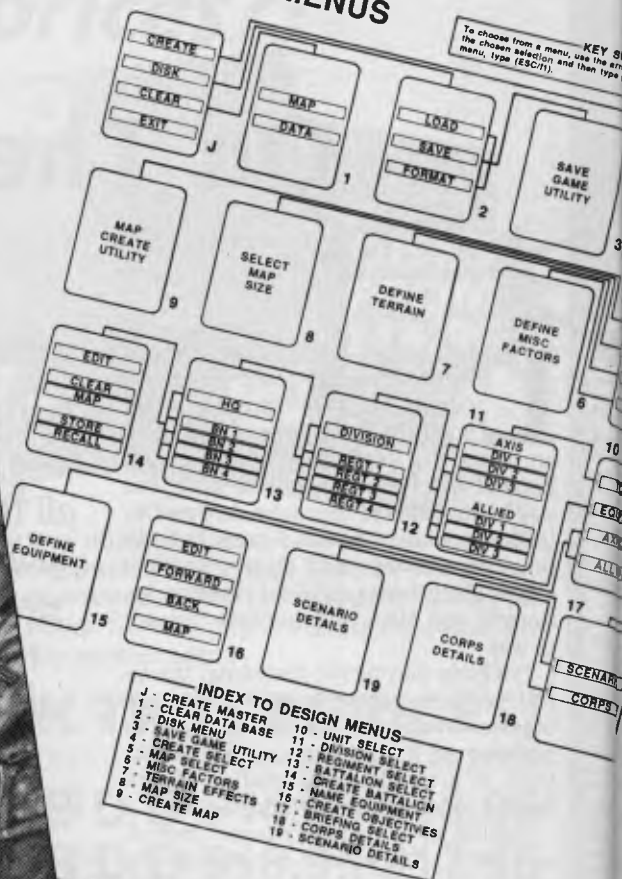 MENUS
KEY
To choose from a menu, use the
the chosen selection and then type
menu, type (ESC/f1).
CREATE
DISK
CLEAR
EXIT
J
MAP
DATA
1
LOAD
SAVE
FORMAT
2
SAVE
GAME
UTILITY
3
MAP
CREATE
UTILITY
9
SELECT
MAP
SIZE
8
DEFINE
TERRAIN
7
DEFINE
MISC
FACTORS
6
EDIT
CLEAR
MAP
STORE
RECALL
14
HQ
BN 1
BN 2
BN 3
BN 4
13
DIVISION
REGT 1
REGT 2
REGT 3
REGT 4
12
11
AXIS
DIV 1
DIV 2
DIV 3
ALLIED
DIV 1
DIV 2
DIV 3
10
DEFINE
EQUIPMENT
15
EDIT
FORWARD
BACK
MAP
16
SCENARIO
DETAILS
19
CORPS
DETAILS
18
17
CORPS
INDEX TO DESIGN MENUS
J - CREATE MASTER
1 - CLEAR DATA BASE
2 - DISK MENU
3 - SAVE GAME UTILITY
4 - CREATE SELECT
5 - MAP SELECT
6 - MISC FACTORS
7 - TERRAIN EFFECTS
8 - MAP SIZE
9 - CREATE MAP
10 - UNIT SELECT
11 - DIVISION SELECT
12 - REGIMENT SELECT
13 - BATTALION SELECT
14 - CREATE BATTALION
15 - NAME EQUIPMENT
16 - CREATE OBJECTIVES
17 - BRIEFING SELECT
18 - CORPS DETAILS
19 - SCENARIO DETAILS